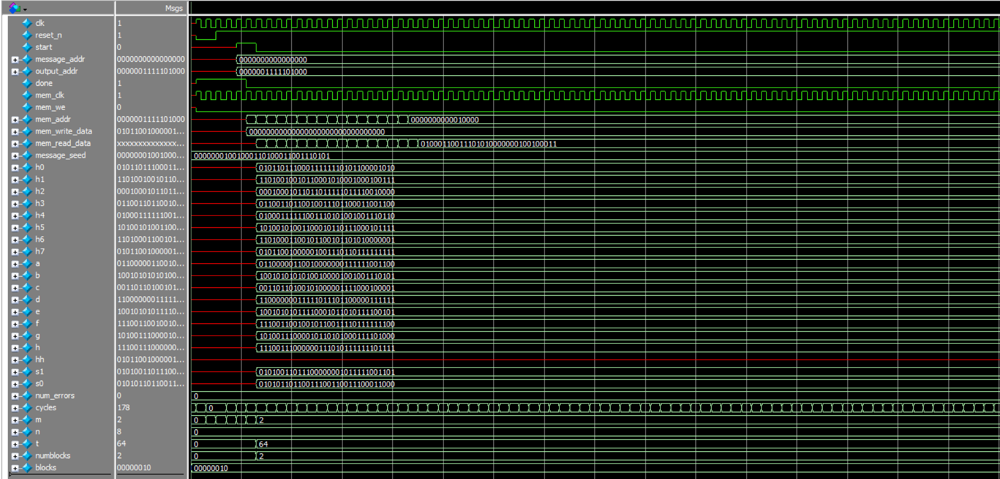 Msgs
clk 1
reset_n 1
start 0
message_addr 0000000000000000 0000000000000000
output_addr 0000001111101000 0000001111101000
done 1
mem_clk 1
mem_we 0
mem_addr 0000001111101000 0000000000010000
mem_write_data 01011001000001... 00000000000000000000000000000000
mem_read_data xxxxxxxxxxxxxx... 01000110011101010000000100100011
message_seed 00000001001000... 00000001001000110100011001110101
h0 01011011100011... 01011011100011111111010110001010
h1 11010010010110... 11010010010110001010001000100111
h2 00010001011011... 00010001011011011111011110010000
h3 01100110110010... 01100110110010011101100011001100
h4 01000111111001... 01000111111001110101001001110110
h5 10100101001100... 10100101001100010110111000101111
h6 11010001100101... 11010001100101100101101010000001
h7 01011001000001... 01011001000001001110110111111111
a 01100000110010... 01100000110010000000111111001100
b 10010101010100... 10010101010100100001001001110101
c 00110110100101... 00110110100101000001111000100001
d 11000000011111... 11000000011111011101100000111111
e 10010101011110... 10010101011110001011010111100101
f 11100110010010... 11100110010010110011110111111100
g 10100111000010... 10100111000010110101000111101000
h 11100111000000... 11100111000000111010111111101111
hh 01011001000001...
s1 01010011011100... 01010011011100000001011111001101
s0 01010110110011... 01010110110011100110011100011000
num_errors 0 0
cycles 178 0
m 2 0 2
n 8 0
t 64 0 64
numblocks 2 0 2
blocks 00000010 00000010